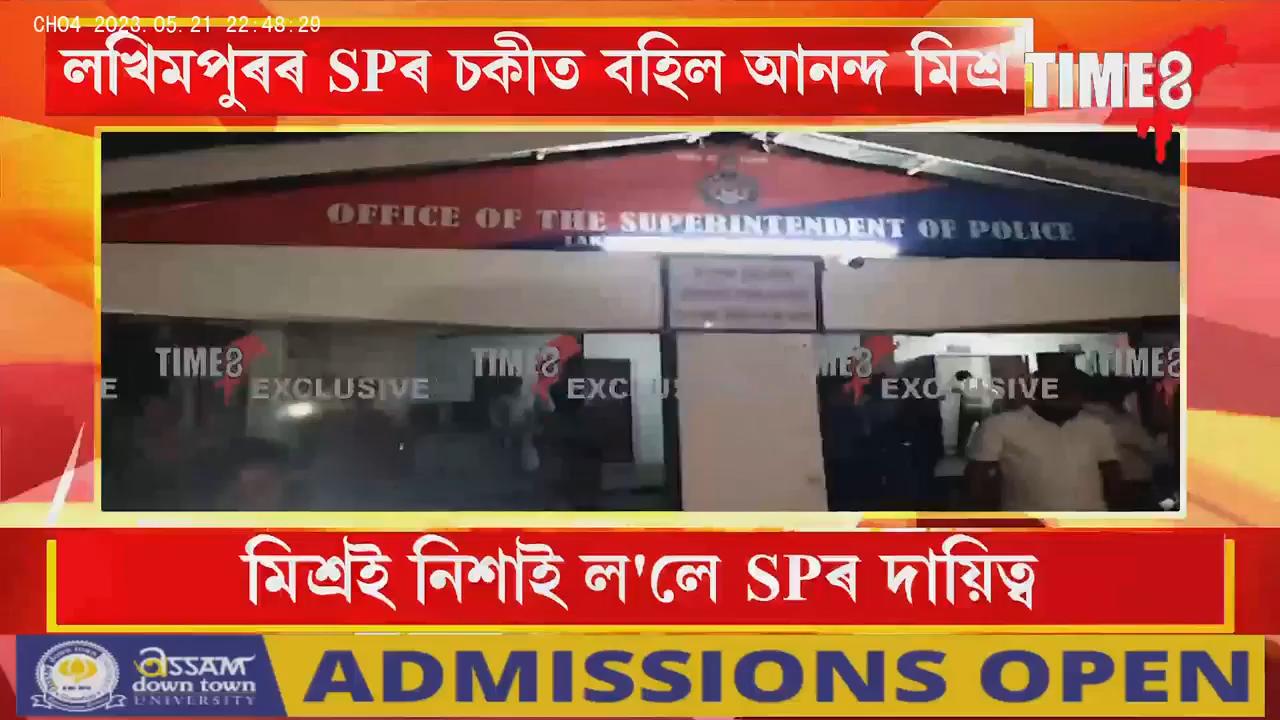 CH04 2023.05.21 22:48:29
লখিমপুৰৰ SPৰ চকীত বহিল আনন্দ মিশ্ৰ
TIME8
OFFICE OF THE SUPERINTENDENT OF POLICE
TIME8 TIME8 TIME8 TIME8
EXCLUSIVE EXCLUSIVE EXCLUSIVE
মিশ্ৰই নিশাই ল'লে SPৰ দায়িত্ব
ASSAM
down town
UNIVERSITY
ADMISSIONS OPEN